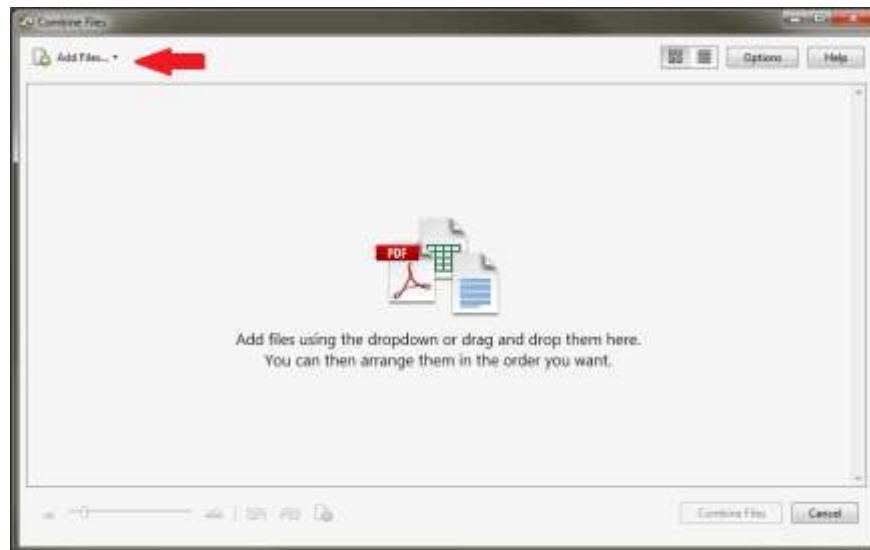 Combine Files
Add Files...
Options
Help
PDF
Add files using the dropdown or drag and drop them here.
You can then arrange them in the order you want.
Combine Files
Cancel